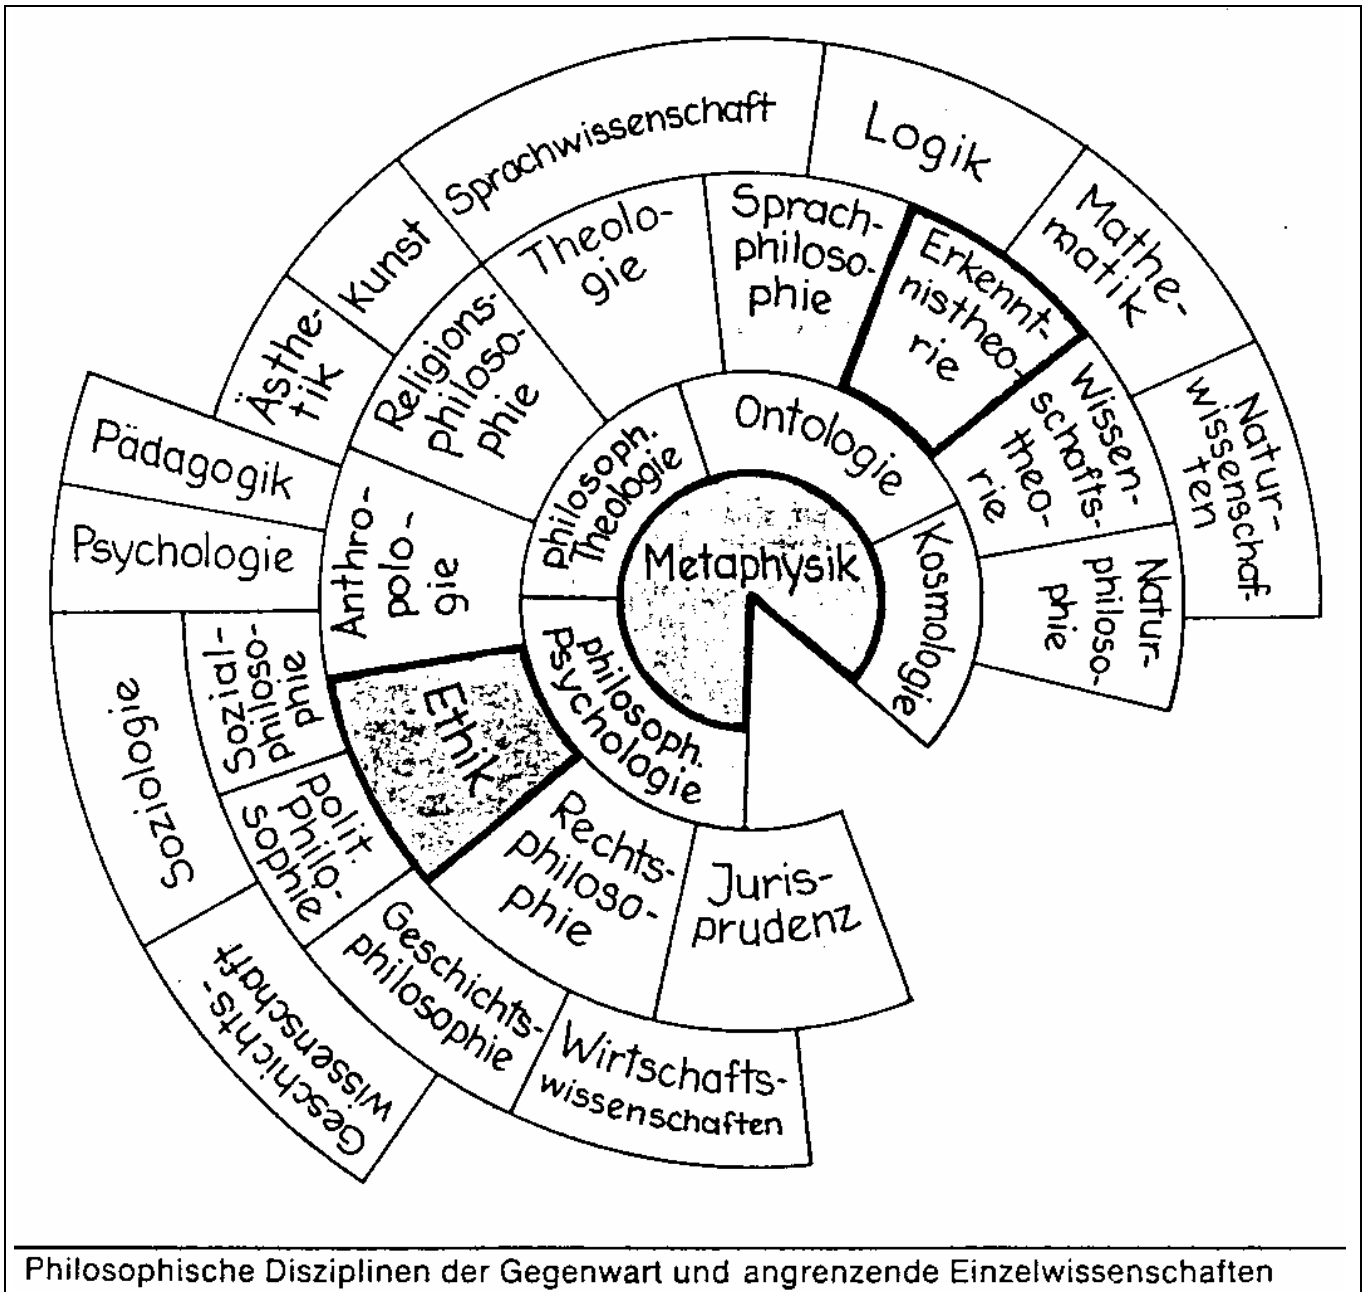 Sprachwissenschaft
Logik
Kunst
Mathe-
matik
Ästhe-
tik
Natur-
wissenschaf-
ten
Pädagogik
Psychologie
Theolo-
gie
Sprach-
philoso-
phie
Erkennt-
nistheo-
rie
Religions-
philoso-
phie
Wissen-
schafts-
theo-
rie
Anthro-
polo-
gie
Natur-
philoso-
phie
Ontologie
philosoph.
Theologie
Metaphysik
Kosmologie
philosoph.
Psychologie
Ethik
Sozial-
philoso-
phie
Soziologie
polit.
Philo-
sophie
Rechts-
philoso-
phie
Juris-
prudenz
Geschichts-
philosophie
Geschichts-
wissenschaft
Wirtschafts-
wissenschaften
Philosophische Disziplinen der Gegenwart und angrenzende Einzelwissenschaften